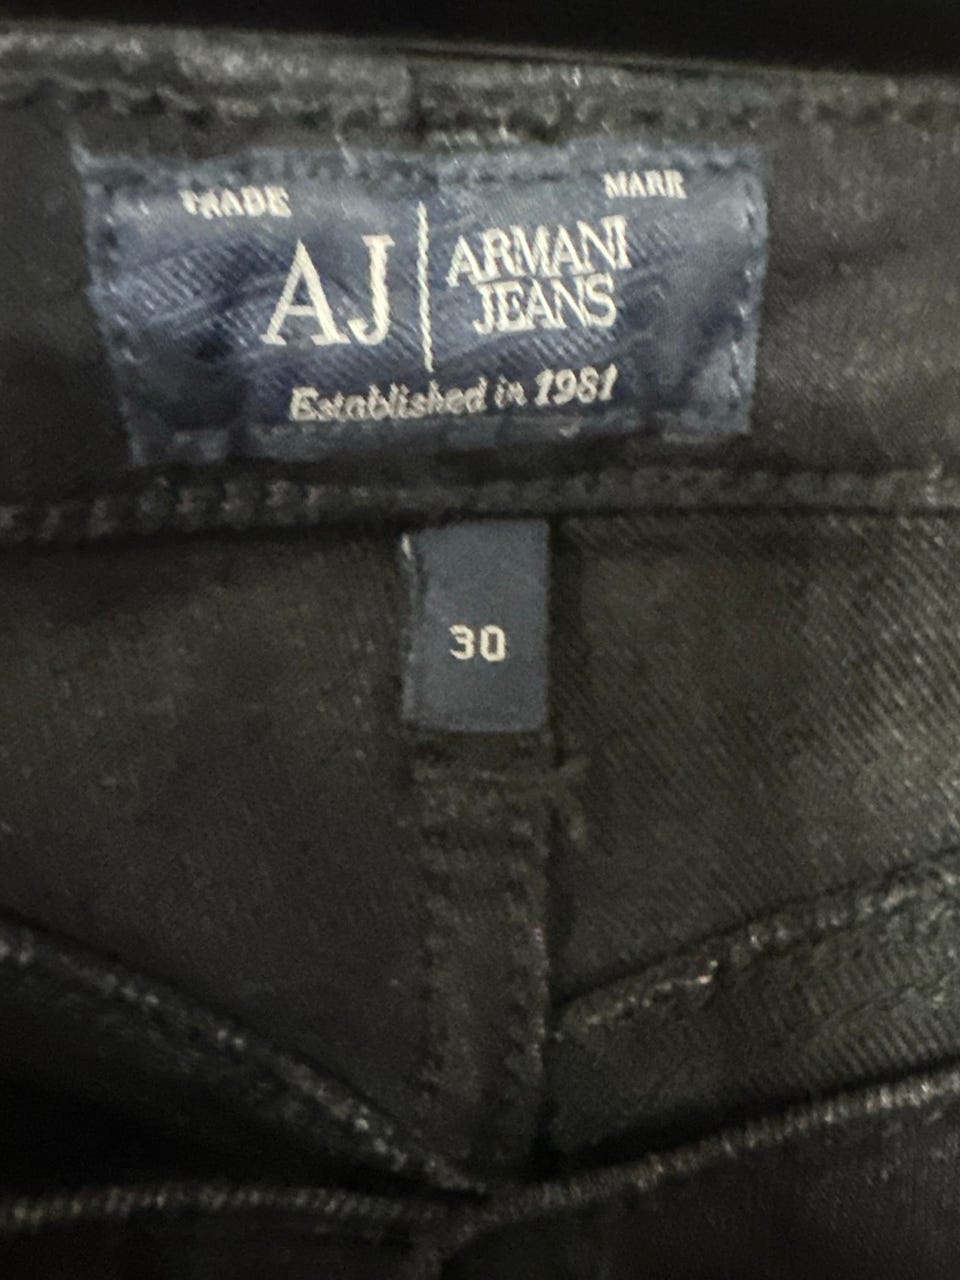 TRADE MARK
AJ ARMANI
JEANS
Established in 1981
30